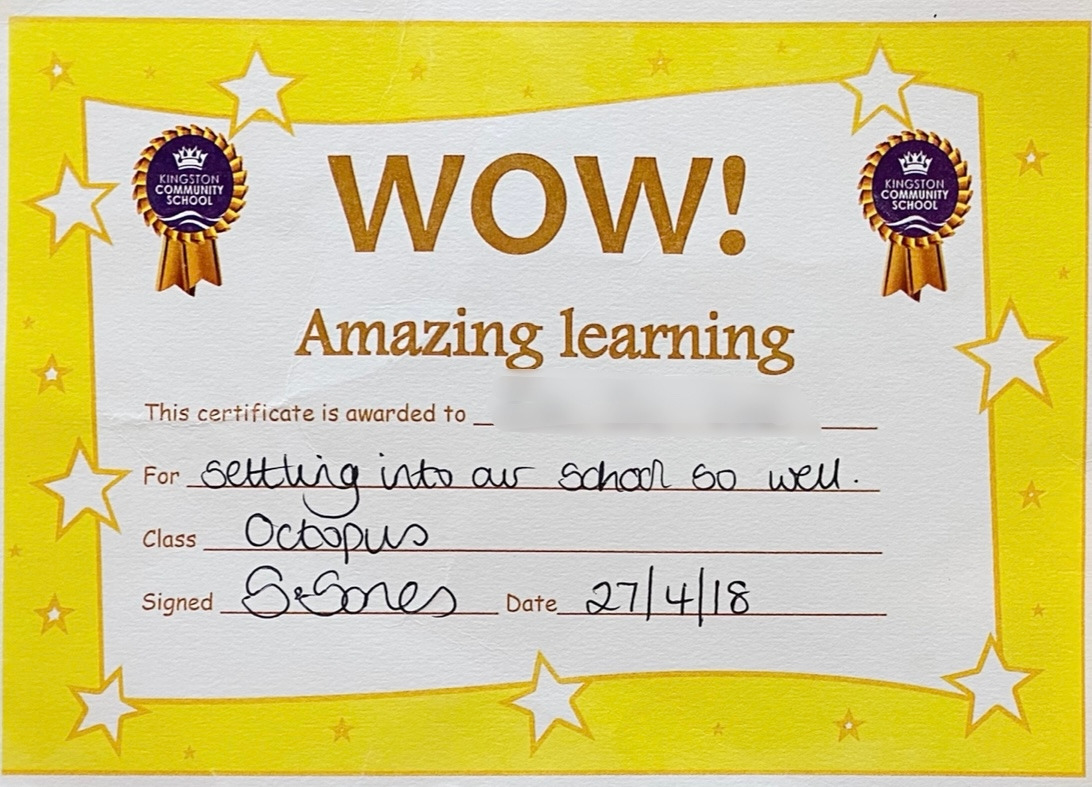 KINGSTON
COMMUNITY
SCHOOL
WOW!
KINGSTON
COMMUNITY
SCHOOL
Amazing learning
This certificate is awarded to
For settling into our school so well.
Class Octopus
Signed Date 27/4/18